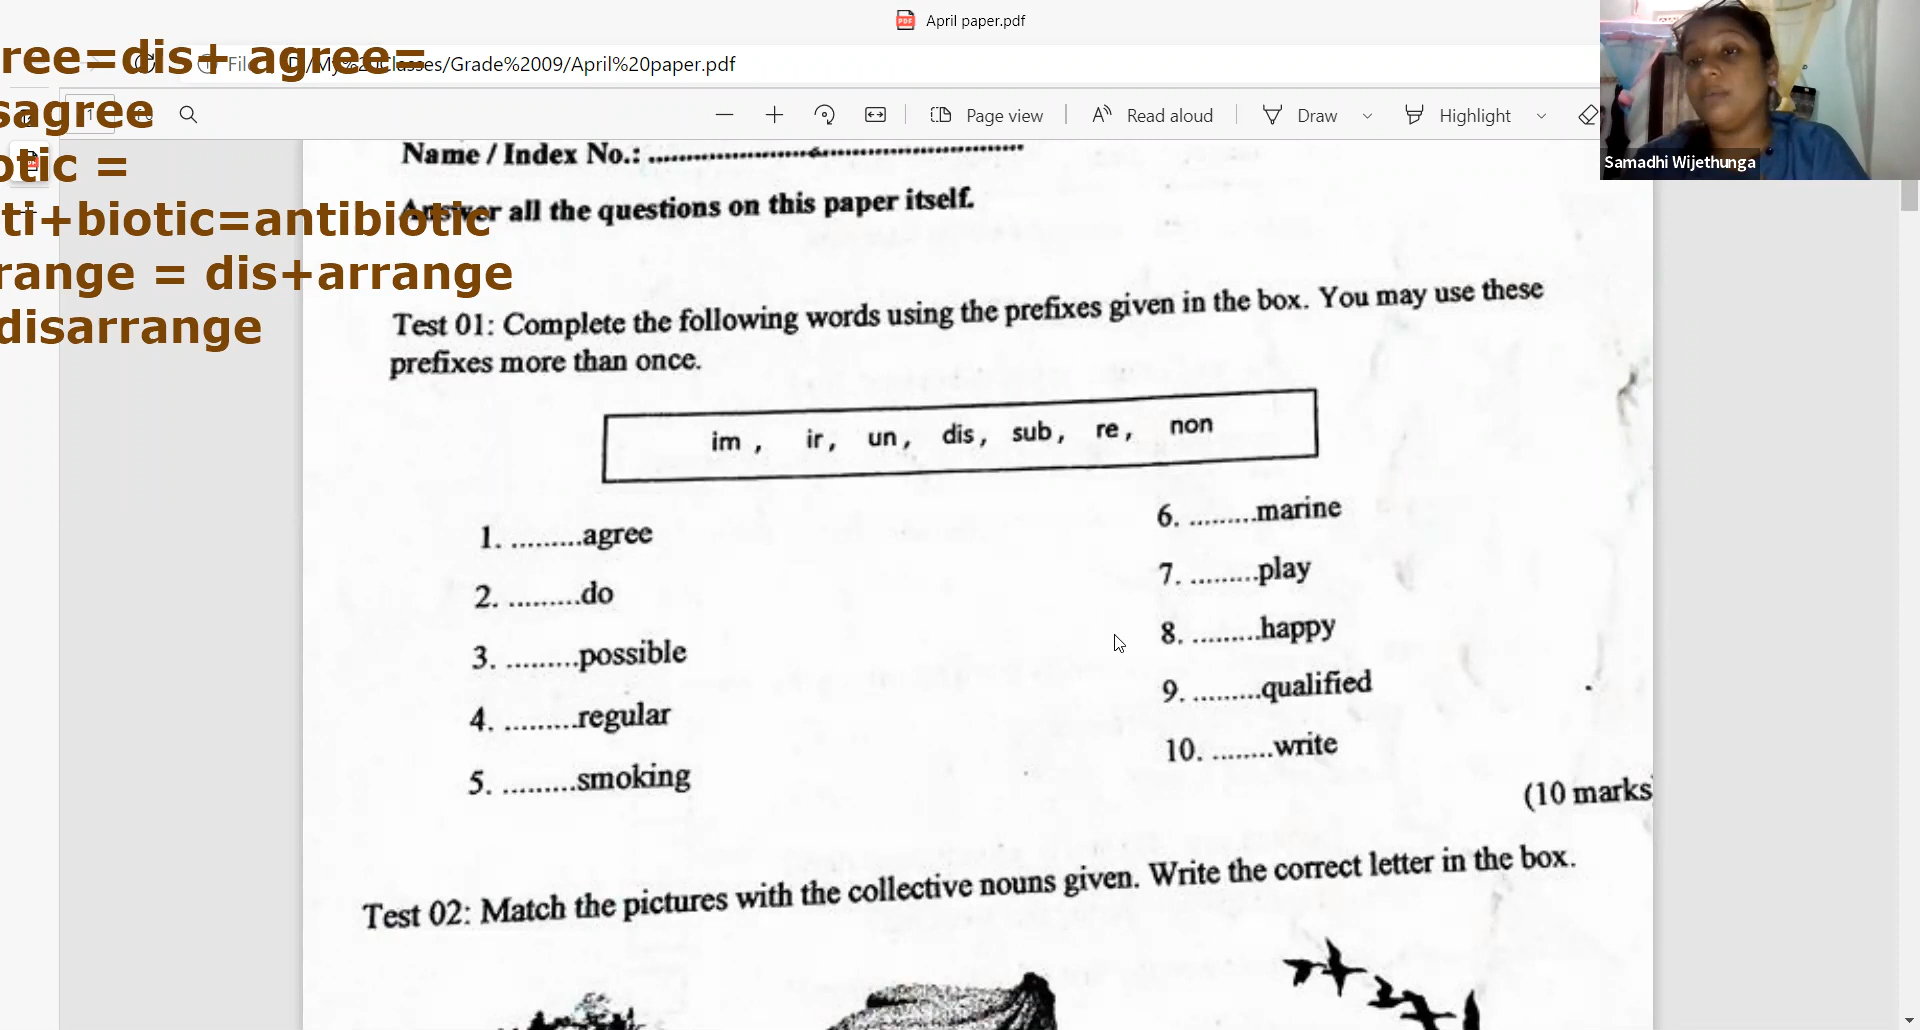 April paper.pdf
ree=dis+ agree=
File D:/My%20Classes/Grade%2009/April%20paper.pdf
sagree
1
Page view
Read aloud
Draw
Highlight
Samadhi Wijethunga
otic =
ti+biotic=antibiotic
range = dis+arrange
disarrange
Name / Index No.: ................................................
Answer all the questions on this paper itself.
Test 01: Complete the following words using the prefixes given in the box. You may use these
prefixes more than once.
im , ir, un, dis, sub, re, non
1. .........agree
2. .........do
3. .........possible
4. .........regular
5. .........smoking
6. .........marine
7. .........play
8. .........happy
9. .........qualified
10. ........write
(10 marks
Test 02: Match the pictures with the collective nouns given. Write the correct letter in the box.